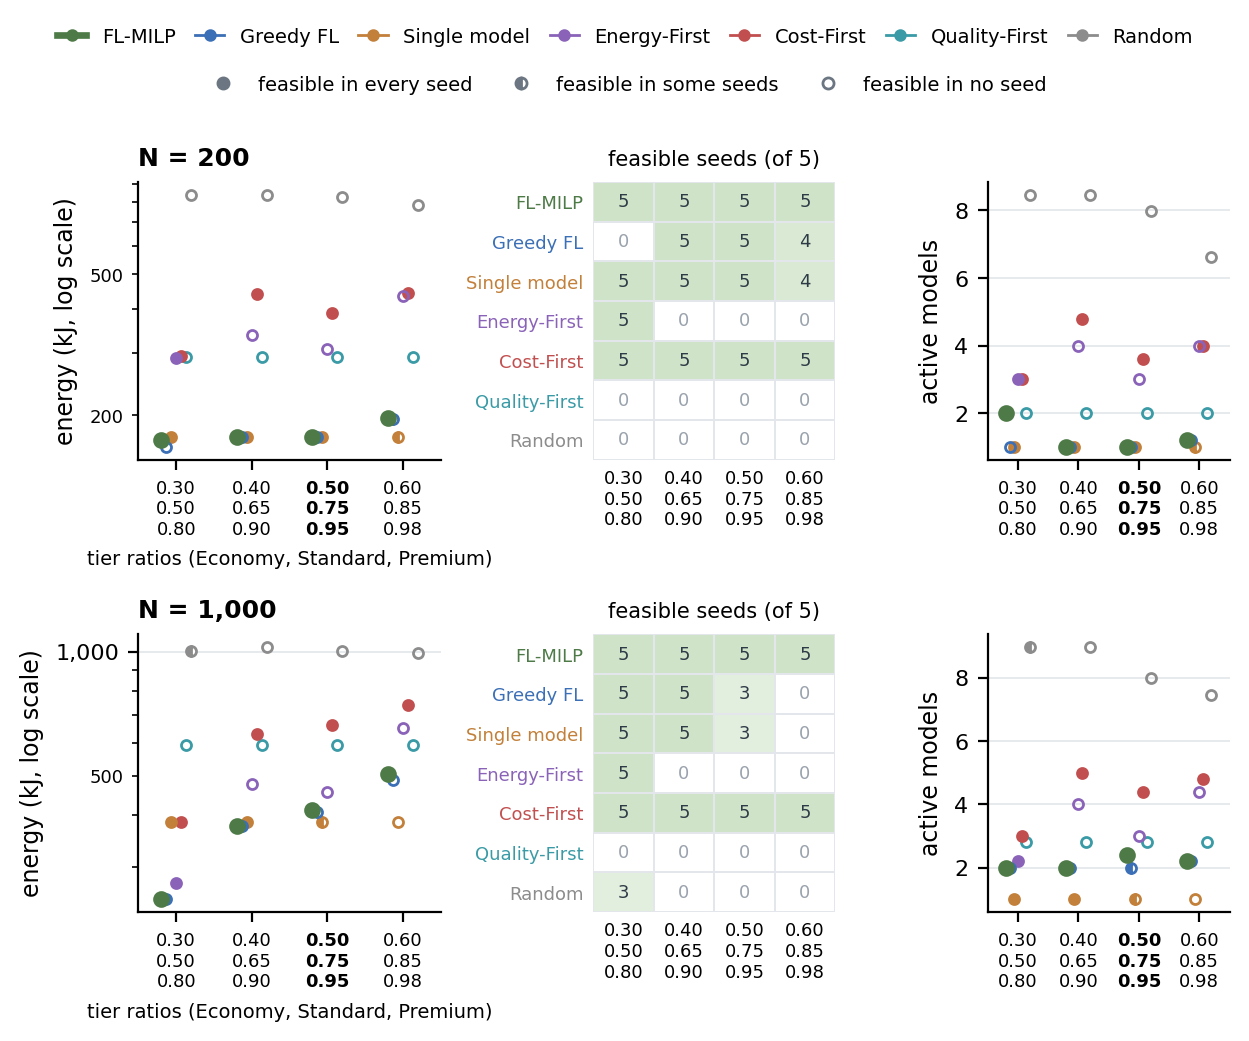 FL-MILP Greedy FL Single model Energy-First Cost-First Quality-First Random
feasible in every seed feasible in some seeds feasible in no seed
N = 200
energy (kJ, log scale)
500
200
0.30 0.40 0.50 0.60
0.50 0.65 0.75 0.85
0.80 0.90 0.95 0.98
tier ratios (Economy, Standard, Premium)
feasible seeds (of 5)
FL-MILP 5 5 5 5
Greedy FL 0 5 5 4
Single model 5 5 5 4
Energy-First 5 0 0 0
Cost-First 5 5 5 5
Quality-First 0 0 0 0
Random 0 0 0 0
0.30 0.40 0.50 0.60
0.50 0.65 0.75 0.85
0.80 0.90 0.95 0.98
active models
8
6
4
2
0.30 0.40 0.50 0.60
0.50 0.65 0.75 0.85
0.80 0.90 0.95 0.98
N = 1,000
energy (kJ, log scale)
1,000
500
0.30 0.40 0.50 0.60
0.50 0.65 0.75 0.85
0.80 0.90 0.95 0.98
tier ratios (Economy, Standard, Premium)
feasible seeds (of 5)
FL-MILP 5 5 5 5
Greedy FL 5 5 3 0
Single model 5 5 3 0
Energy-First 5 0 0 0
Cost-First 5 5 5 5
Quality-First 0 0 0 0
Random 3 0 0 0
0.30 0.40 0.50 0.60
0.50 0.65 0.75 0.85
0.80 0.90 0.95 0.98
active models
8
6
4
2
0.30 0.40 0.50 0.60
0.50 0.65 0.75 0.85
0.80 0.90 0.95 0.98